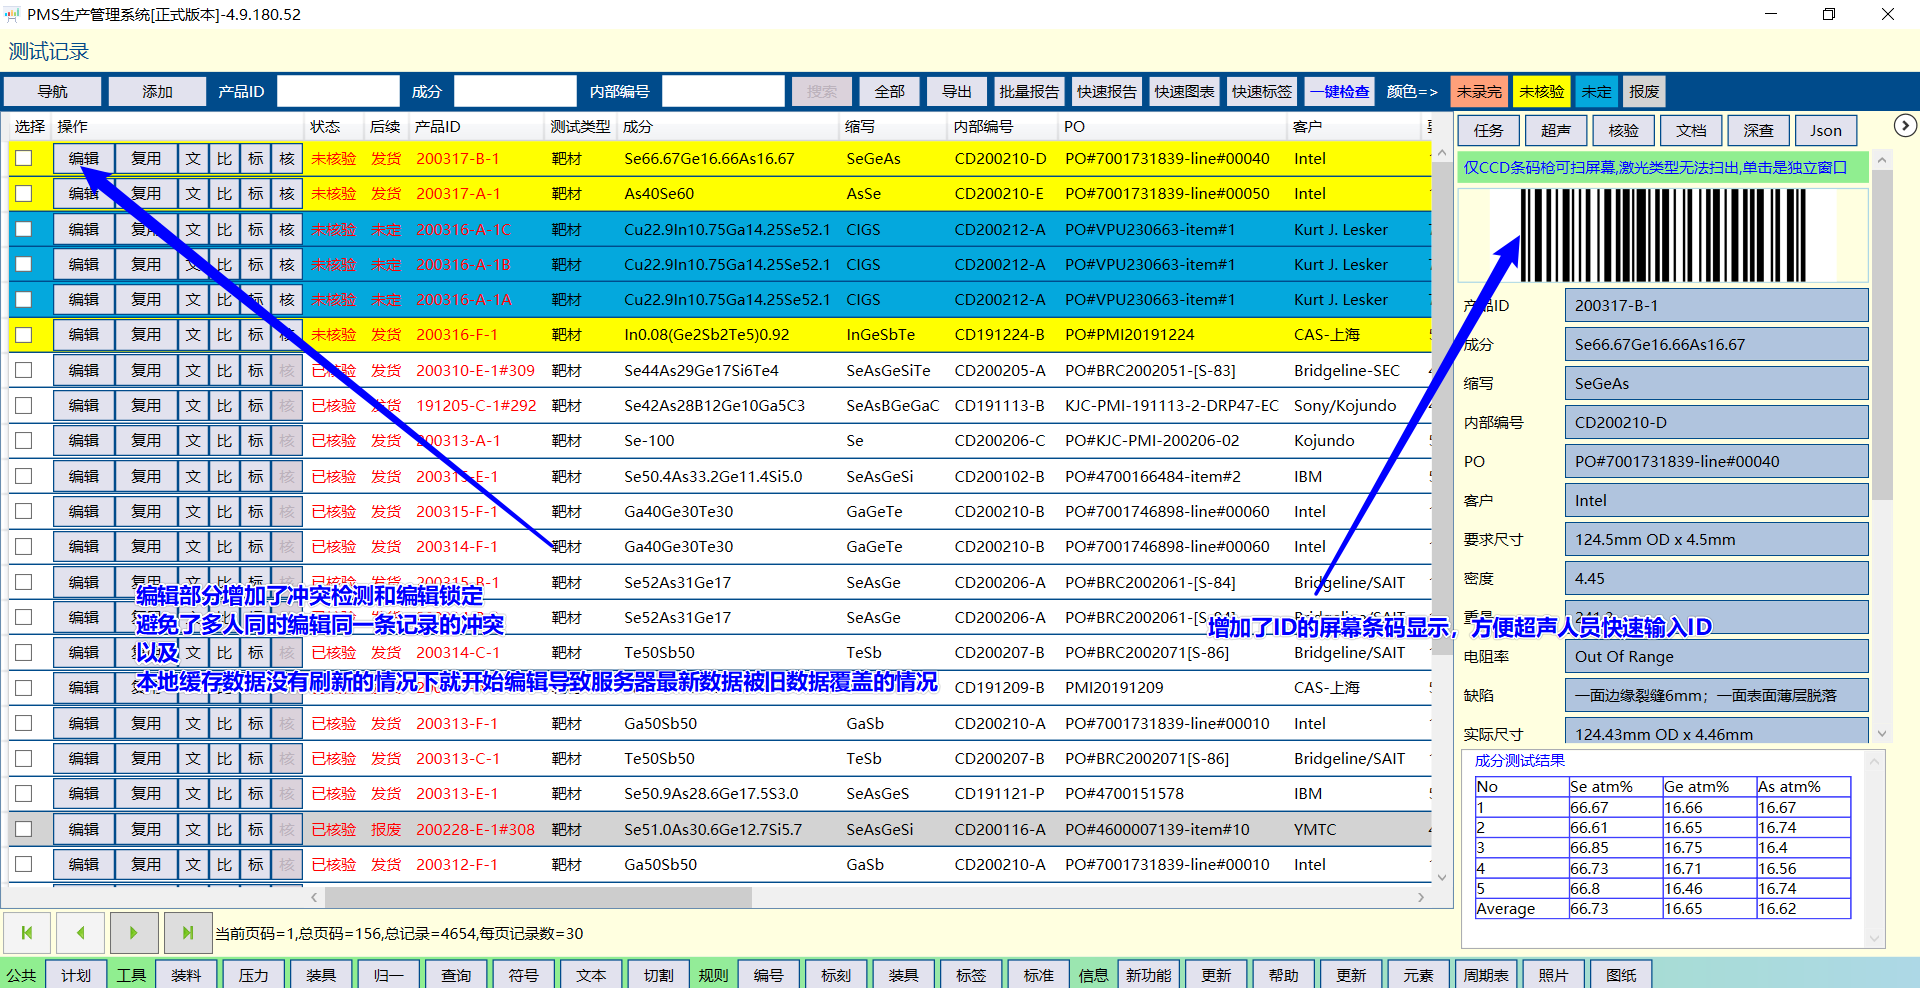 PMS生产管理系统[正式版本]-4.9.180.52
测试记录
导航 添加 产品ID 成分 内部编号 搜索 全部 导出 批量报告 快速报告 快速图表 快速标签 一键检查 颜色=> 未录完 未核验 未定 报废
选择 操作 状态 后续 产品ID 测试类型 成分 缩写 内部编号 PO 客户
编辑 复用 文 比 标 核 未核验 发货 200317-B-1 靶材 Se66.67Ge16.66As16.67 SeGeAs CD200210-D PO#7001731839-line#00040 Intel
编辑 复用 文 比 标 核 未核验 发货 200317-A-1 靶材 As40Se60 AsSe CD200210-E PO#7001731839-line#00050 Intel
编辑 复用 文 比 标 核 未核验 未定 200316-A-1C 靶材 Cu22.9In10.75Ga14.25Se52.1 CIGS CD200212-A PO#VPU230663-item#1 Kurt J. Lesker
编辑 复用 文 比 标 核 未核验 未定 200316-A-1B 靶材 Cu22.9In10.75Ga14.25Se52.1 CIGS CD200212-A PO#VPU230663-item#1 Kurt J. Lesker
编辑 复用 文 比 标 核 未核验 未定 200316-A-1A 靶材 Cu22.9In10.75Ga14.25Se52.1 CIGS CD200212-A PO#VPU230663-item#1 Kurt J. Lesker
编辑 复用 文 比 标 核 未核验 发货 200316-F-1 靶材 In0.08(Ge2Sb2Te5)0.92 InGeSbTe CD191224-B PO#PMI20191224 CAS-上海
编辑 复用 文 比 标 核 已核验 发货 200310-E-1#309 靶材 Se44As29Ge17Si6Te4 SeAsGeSiTe CD200205-A PO#BRC2002051-[S-83] Bridgeline-SEC
编辑 复用 文 比 标 核 已核验 发货 191205-C-1#292 靶材 Se42As28B12Ge10Ga5C3 SeAsBGeGaC CD191113-B KJC-PMI-191113-2-DRP47-EC Sony/Kojundo
编辑 复用 文 比 标 核 已核验 发货 200313-A-1 靶材 Se-100 Se CD200206-C PO#KJC-PMI-200206-02 Kojundo
编辑 复用 文 比 标 核 已核验 发货 200315-E-1 靶材 Se50.4As33.2Ge11.4Si5.0 SeAsGeSi CD200102-B PO#4700166484-item#2 IBM
编辑 复用 文 比 标 核 已核验 发货 200315-F-1 靶材 Ga40Ge30Te30 GaGeTe CD200210-B PO#7001746898-line#00060 Intel
编辑 复用 文 比 标 核 已核验 发货 200314-F-1 靶材 Ga40Ge30Te30 GaGeTe CD200210-B PO#7001746898-line#00060 Intel
编辑 复用 文 比 标 核 已核验 发货 200315-B-1 靶材 Se52As31Ge17 SeAsGe CD200206-A PO#BRC2002061-[S-84] Bridgeline/SAIT
编辑 复用 文 比 标 核 靶材 Se52As31Ge17 SeAsGe CD200206-A PO#BRC2002061-[S-84] Bridgeline/SAIT
编辑 复用 文 比 标 核 已核验 发货 200314-C-1 靶材 Te50Sb50 TeSb CD200207-B PO#BRC2002071[S-86] Bridgeline/SAIT
编辑 CD191209-B PMI20191209 CAS-上海
编辑 复用 文 比 标 核 已核验 发货 200313-F-1 靶材 Ga50Sb50 GaSb CD200210-A PO#7001731839-line#00010 Intel
编辑 复用 文 比 标 核 已核验 发货 200313-C-1 靶材 Te50Sb50 TeSb CD200207-B PO#BRC2002071[S-86] Bridgeline/SAIT
编辑 复用 文 比 标 核 已核验 发货 200313-E-1 靶材 Se50.9As28.6Ge17.5S3.0 SeAsGeS CD191121-P PO#4700151578 IBM
编辑 复用 文 比 标 核 已核验 报废 200228-E-1#308 靶材 Se51.0As30.6Ge12.7Si5.7 SeAsGeSi CD200116-A PO#4600007139-item#10 YMTC
编辑 复用 文 比 标 核 已核验 发货 200312-F-1 靶材 Ga50Sb50 GaSb CD200210-A PO#7001731839-line#00010 Intel
编辑部分增加了冲突检测和编辑锁定
避免了多人同时编辑同一条记录的冲突
以及
本地缓存数据没有刷新的情况下就开始编辑导致服务器最新数据被旧数据覆盖的情况
增加了ID的屏幕条码显示，方便超声人员快速输入ID
任务 超声 核验 文档 深查 Json
仅CCD条码枪可扫屏幕,激光类型无法扫出,单击是独立窗口
产品ID 200317-B-1
成分 Se66.67Ge16.66As16.67
缩写 SeGeAs
内部编号 CD200210-D
PO PO#7001731839-line#00040
客户 Intel
要求尺寸 124.5mm OD x 4.5mm
密度 4.45
重量
电阻率 Out Of Range
缺陷 一面边缘裂缝6mm；一面表面薄层脱落
实际尺寸 124.43mm OD x 4.46mm
成分测试结果
No Se atm% Ge atm% As atm%
1 66.67 16.66 16.67
2 66.61 16.65 16.74
3 66.85 16.75 16.4
4 66.73 16.71 16.56
5 66.8 16.46 16.74
Average 66.73 16.65 16.62
当前页码=1,总页码=156,总记录=4654,每页记录数=30
公共 计划 工具 装料 压力 装具 归一 查询 符号 文本 切割 规则 编号 标刻 装具 标签 标准 信息 新功能 更新 帮助 更新 元素 周期表 照片 图纸